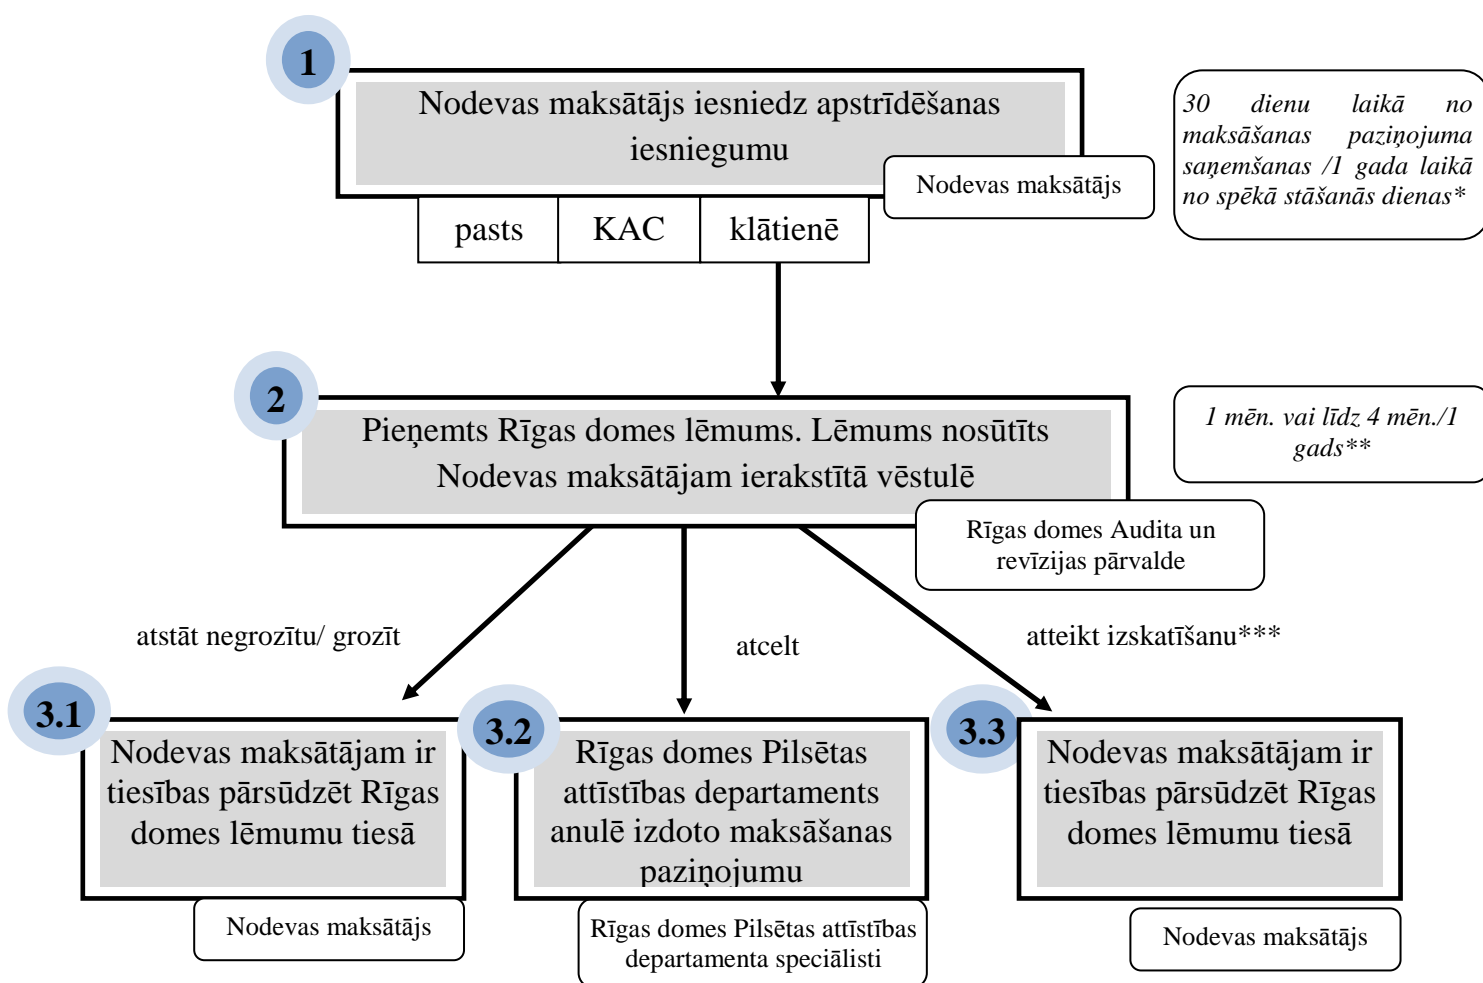 1
Nodevas maksātājs iesniedz apstrīdēšanas
iesniegumu
Nodevas maksātājs
30 dienu laikā no
maksāšanas paziņojuma
saņemšanas /1 gada laikā
no spēkā stāšanās dienas*
pasts
KAC
klātienē
2
Pieņemts Rīgas domes lēmums. Lēmums nosūtīts
Nodevas maksātājam ierakstītā vēstulē
Rīgas domes Audita un
revīzijas pārvalde
1 mēn. vai līdz 4 mēn./1
gads**
atstāt negrozītu/ grozīt
atcelt
atteikt izskatīšanu***
3.1
Nodevas maksātājam ir
tiesības pārsūdzēt Rīgas
domes lēmumu tiesā
Nodevas maksātājs
3.2
Rīgas domes Pilsētas
attīstības departaments
anulē izdoto maksāšanas
paziņojumu
Rīgas domes Pilsētas attīstības
departamenta speciālisti
3.3
Nodevas maksātājam ir
tiesības pārsūdzēt Rīgas
domes lēmumu tiesā
Nodevas maksātājs